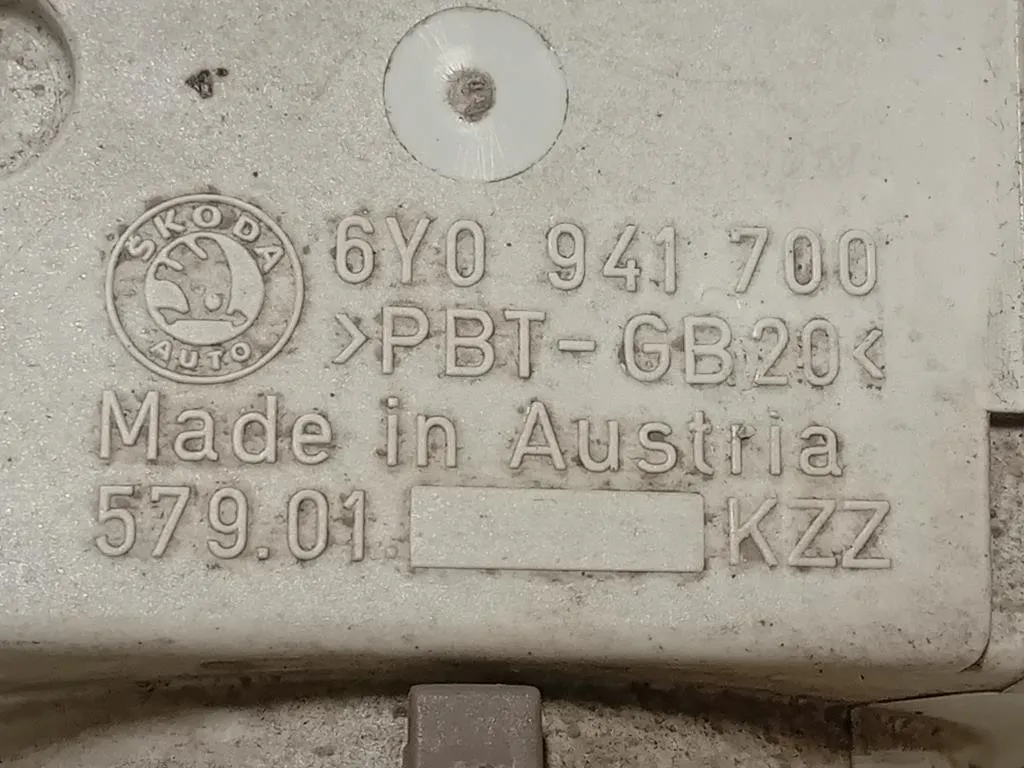 ŠKODA
AUTO
6Y0 941 700
>PBT-GB20<
Made in Austria
579.01. KZZ